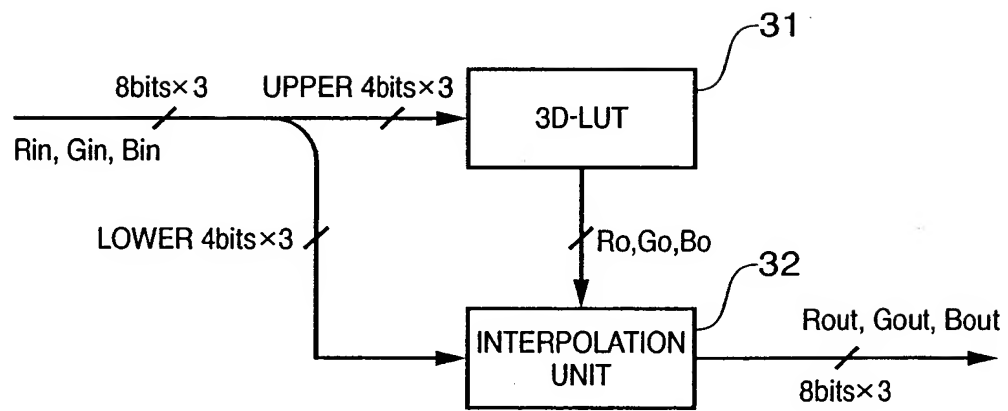 31
8bits×3
UPPER 4bits×3
3D-LUT
Rin, Gin, Bin
LOWER 4bits×3
Ro,Go,Bo
32
INTERPOLATION
UNIT
Rout, Gout, Bout
8bits×3